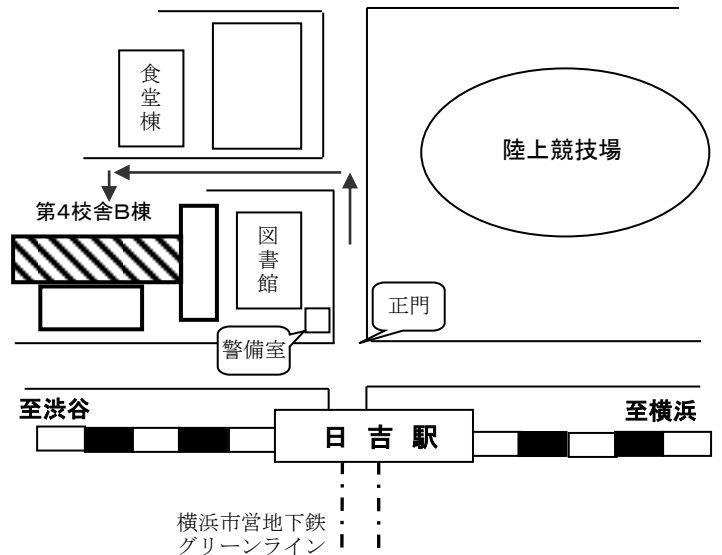 食堂棟
陸上競技場
第4校舎B棟
図書館
正門
警備室
至渋谷
至横浜
日吉駅
横浜市営地下鉄
グリーンライン